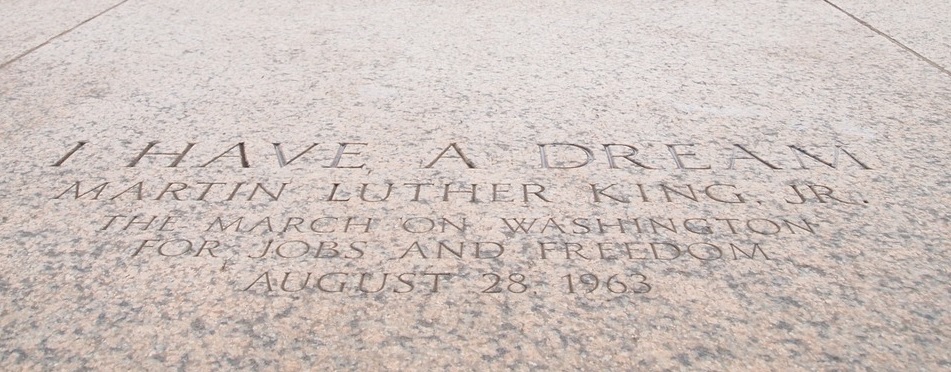 I HAVE A DREAM
MARTIN LUTHER KING, JR.
THE MARCH ON WASHINGTON
FOR JOBS AND FREEDOM
AUGUST 28, 1963